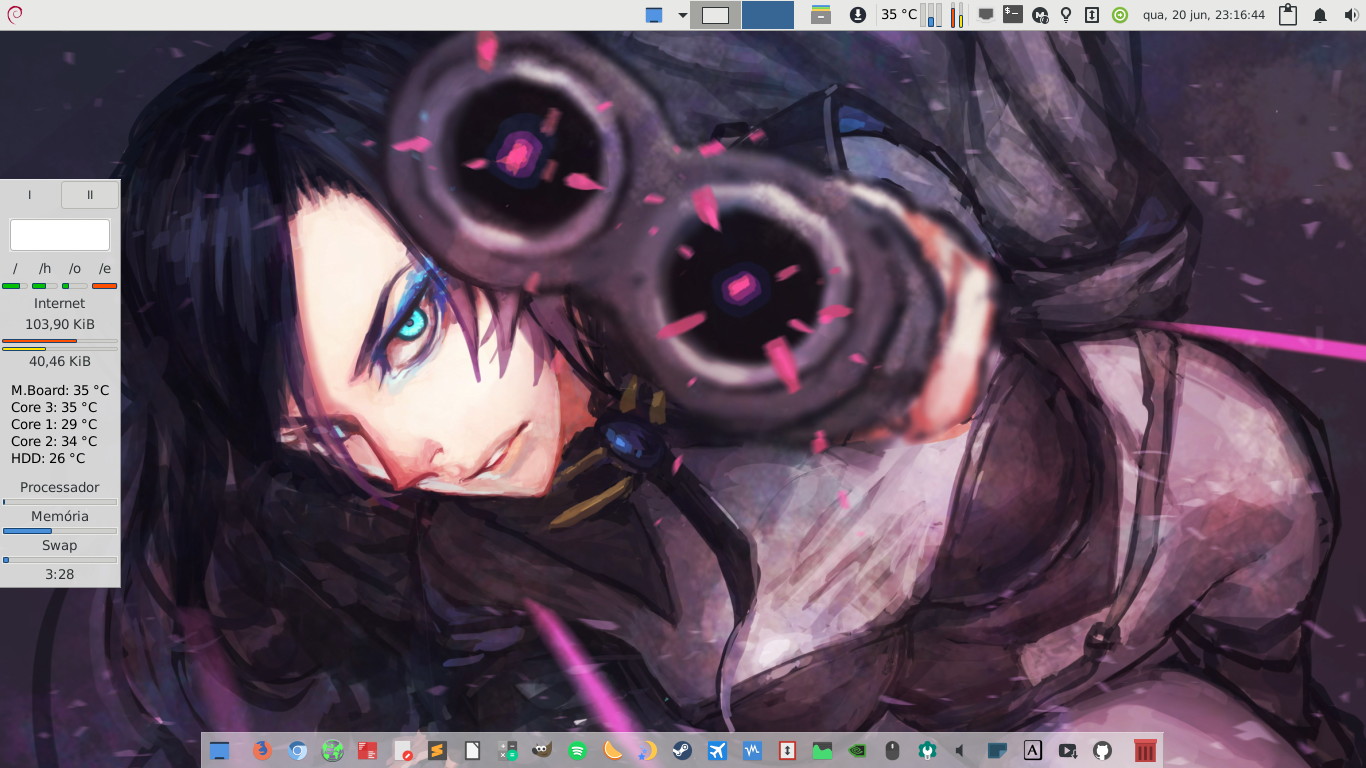 35 °C
qua, 20 jun, 23:16:44
I II
/ /h /o /e
Internet
103,90 KiB
40,46 KiB
M.Board: 35 °C
Core 3: 35 °C
Core 1: 29 °C
Core 2: 34 °C
HDD: 26 °C
Processador
Memória
Swap
3:28
A